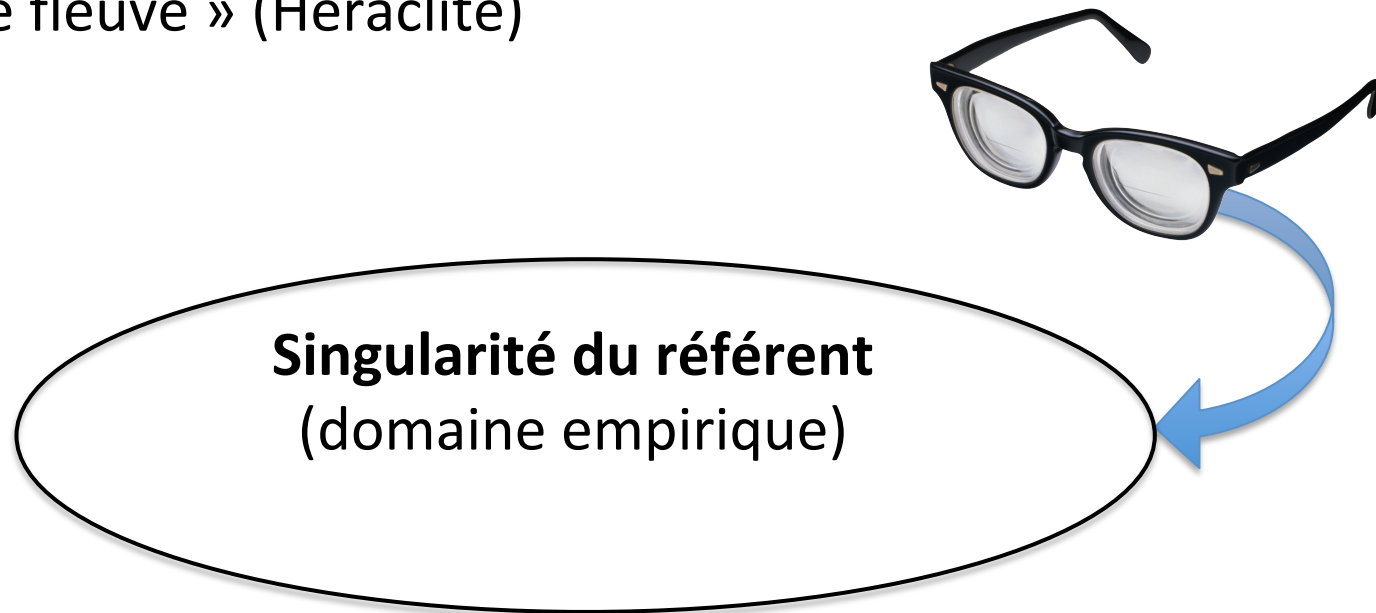 e fleuve » (Héraclite)
Singularité du référent
(domaine empirique)